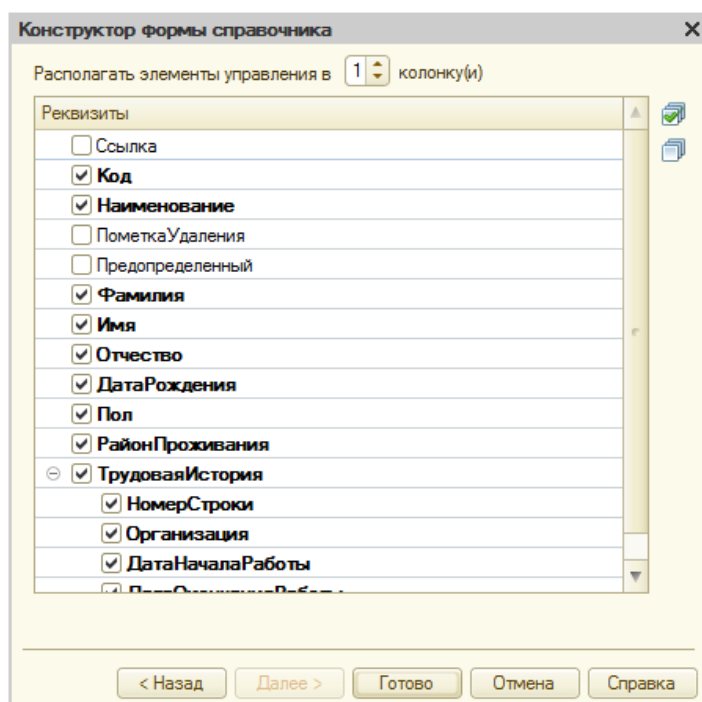 Конструктор формы справочника
Располагать элементы управления в 1 колонку(и)
Реквизиты
Ссылка
Код
Наименование
ПометкаУдаления
Предопределенный
Фамилия
Имя
Отчество
ДатаРождения
Пол
РайонПроживания
ТрудоваяИстория
НомерСтроки
Организация
ДатаНачалаРаботы
< Назад Далее > Готово Отмена Справка